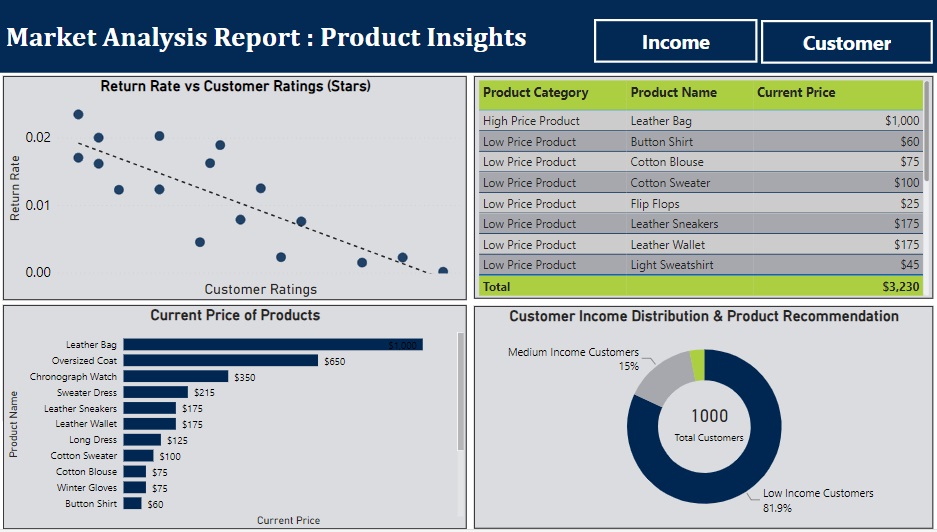 Market Analysis Report : Product Insights
Income
Customer
Return Rate vs Customer Ratings (Stars)
Return Rate
0.02
0.01
0.00
Customer Ratings
Product Category Product Name Current Price
High Price Product Leather Bag $1,000
Low Price Product Button Shirt $60
Low Price Product Cotton Blouse $75
Low Price Product Cotton Sweater $100
Low Price Product Flip Flops $25
Low Price Product Leather Sneakers $175
Low Price Product Leather Wallet $175
Low Price Product Light Sweatshirt $45
Total $3,230
Current Price of Products
Product Name
Leather Bag $1,000
Oversized Coat $650
Chronograph Watch $350
Sweater Dress $215
Leather Sneakers $175
Leather Wallet $175
Long Dress $125
Cotton Sweater $100
Cotton Blouse $75
Winter Gloves $75
Button Shirt $60
Current Price
Customer Income Distribution & Product Recommendation
Medium Income Customers
15%
1000
Total Customers
Low Income Customers
81.9%